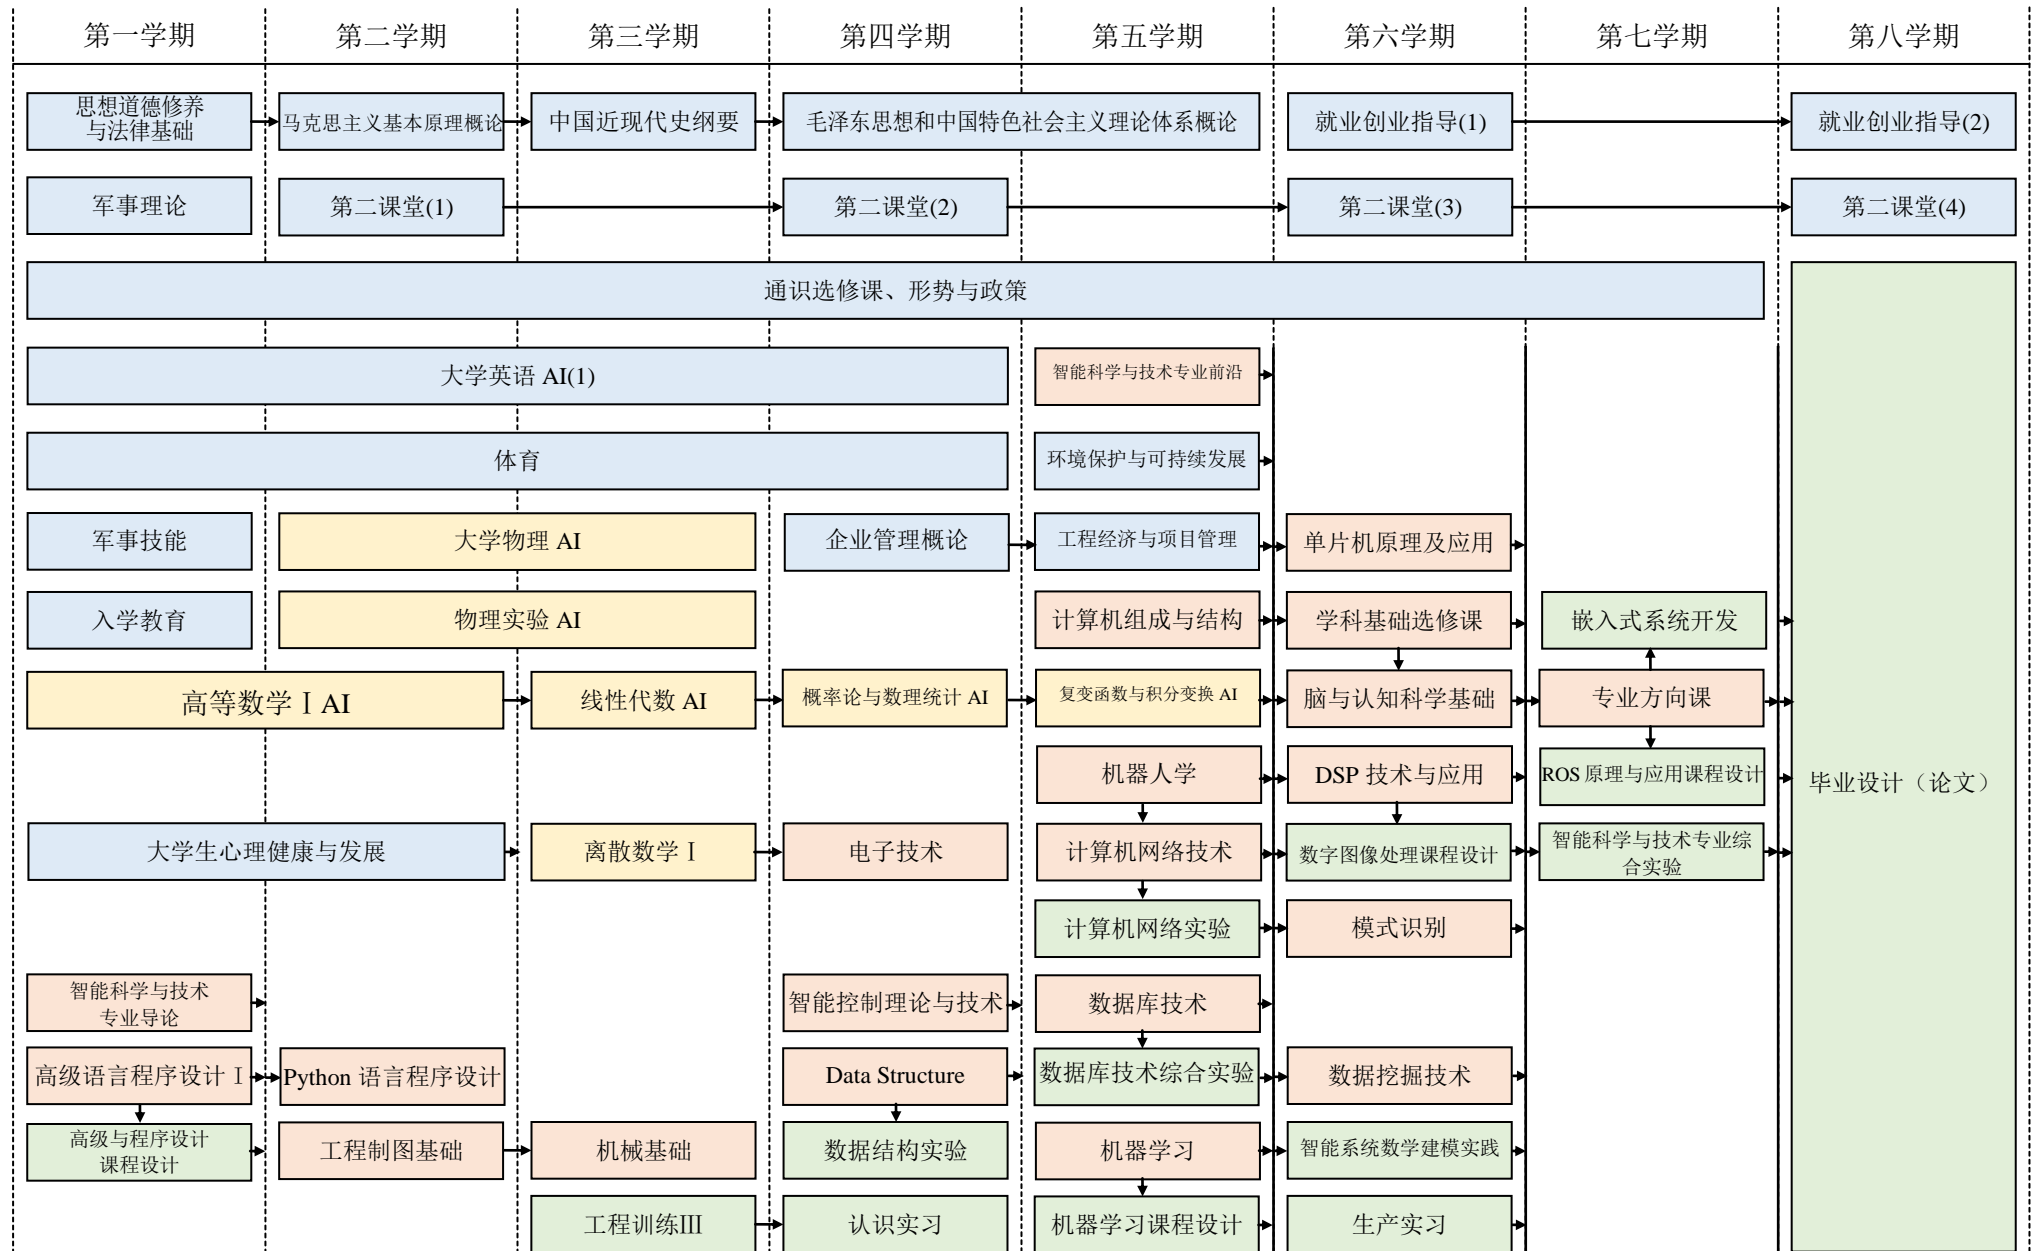 第一学期
第二学期
第三学期
第四学期
第五学期
第六学期
第七学期
第八学期
思想道德修养
与法律基础
马克思主义基本原理概论
中国近现代史纲要
毛泽东思想和中国特色社会主义理论体系概论
就业创业指导(1)
就业创业指导(2)
军事理论
第二课堂(1)
第二课堂(2)
第二课堂(3)
第二课堂(4)
通识选修课、形势与政策
大学英语 AI(1)
智能科学与技术专业前沿
体育
环境保护与可持续发展
军事技能
大学物理 AI
企业管理概论
工程经济与项目管理
单片机原理及应用
入学教育
物理实验 AI
计算机组成与结构
学科基础选修课
嵌入式系统开发
高等数学Ⅰ AI
线性代数 AI
概率论与数理统计 AI
复变函数与积分变换 AI
脑与认知科学基础
专业方向课
机器人学
DSP 技术与应用
ROS 原理与应用课程设计
毕业设计（论文）
大学生心理健康与发展
离散数学Ⅰ
电子技术
计算机网络技术
数字图像处理课程设计
智能科学与技术专业综
合实验
计算机网络实验
模式识别
智能科学与技术
专业导论
智能控制理论与技术
数据库技术
高级语言程序设计Ⅰ
Python 语言程序设计
Data Structure
数据库技术综合实验
数据挖掘技术
高级与程序设计
课程设计
工程制图基础
机械基础
数据结构实验
机器学习
智能系统数学建模实践
工程训练Ⅲ
认识实习
机器学习课程设计
生产实习